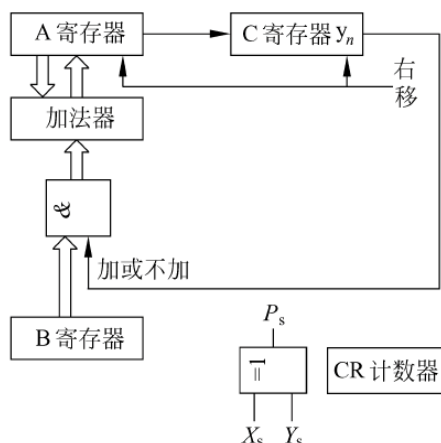 A 寄存器
C 寄存器 yₙ
右
移
加法器
&
加或不加
B 寄存器
Pₛ
=1
CR 计数器
Xₛ
Yₛ